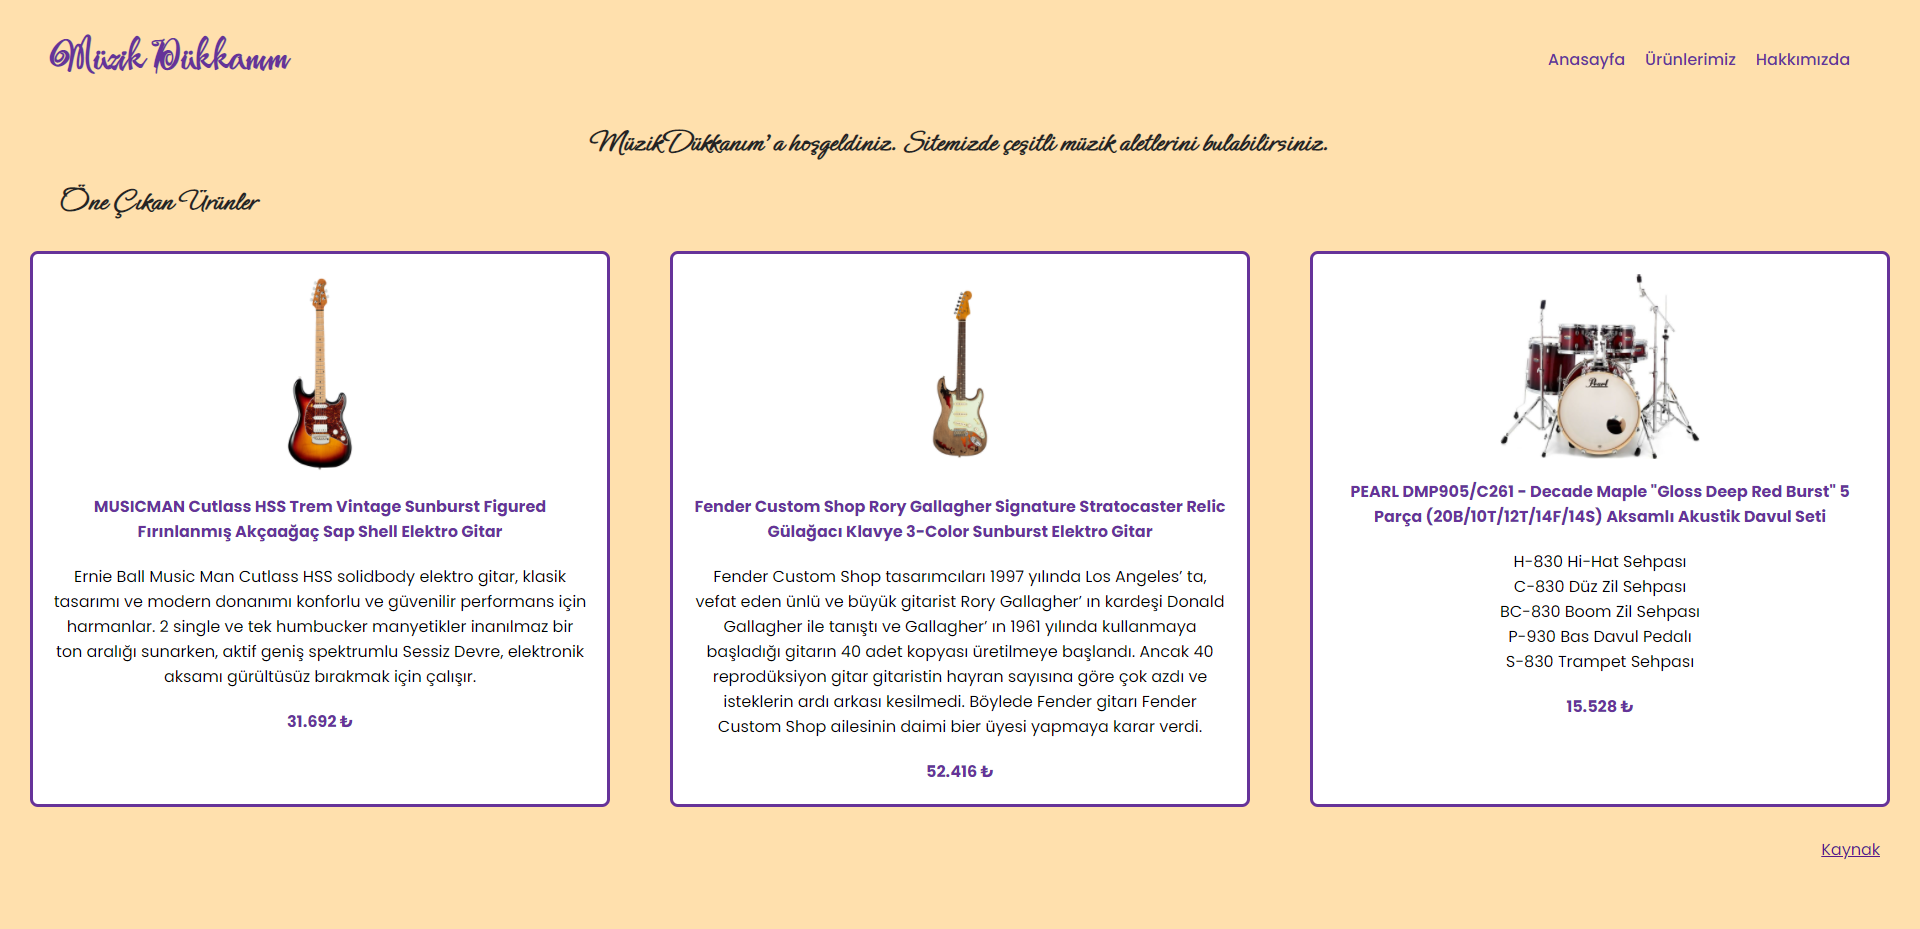 Müzik Dükkanım
Anasayfa Ürünlerimiz Hakkımızda
MüzikDükkanım’ a hoşgeldiniz. Sitemizde çeşitli müzik aletlerini bulabilirsiniz.
Öne Çıkan Ürünler
MUSICMAN Cutlass HSS Trem Vintage Sunburst Figured
Fırınlanmış Akçaağaç Sap Shell Elektro Gitar
Ernie Ball Music Man Cutlass HSS solidbody elektro gitar, klasik
tasarımı ve modern donanımı konforlu ve güvenilir performans için
harmanlar. 2 single ve tek humbucker manyetikler inanılmaz bir
ton aralığı sunarken, aktif geniş spektrumlu Sessiz Devre, elektronik
aksamı gürültüsüz bırakmak için çalışır.
31.692 ₺
Fender Custom Shop Rory Gallagher Signature Stratocaster Relic
Gülağacı Klavye 3-Color Sunburst Elektro Gitar
Fender Custom Shop tasarımcıları 1997 yılında Los Angeles’ ta,
vefat eden ünlü ve büyük gitarist Rory Gallagher’ ın kardeşi Donald
Gallagher ile tanıştı ve Gallagher’ ın 1961 yılında kullanmaya
başladığı gitarın 40 adet kopyası üretilmeye başlandı. Ancak 40
reprodüksiyon gitar gitaristin hayran sayısına göre çok azdı ve
isteklerin ardı arkası kesilmedi. Böylede Fender gitarı Fender
Custom Shop ailesinin daimi bier üyesi yapmaya karar verdi.
52.416 ₺
Pearl
PEARL DMP905/C261 - Decade Maple "Gloss Deep Red Burst" 5
Parça (20B/10T/12T/14F/14S) Aksamlı Akustik Davul Seti
H-830 Hi-Hat Sehpası
C-830 Düz Zil Sehpası
BC-830 Boom Zil Sehpası
P-930 Bas Davul Pedalı
S-830 Trampet Sehpası
15.528 ₺
Kaynak